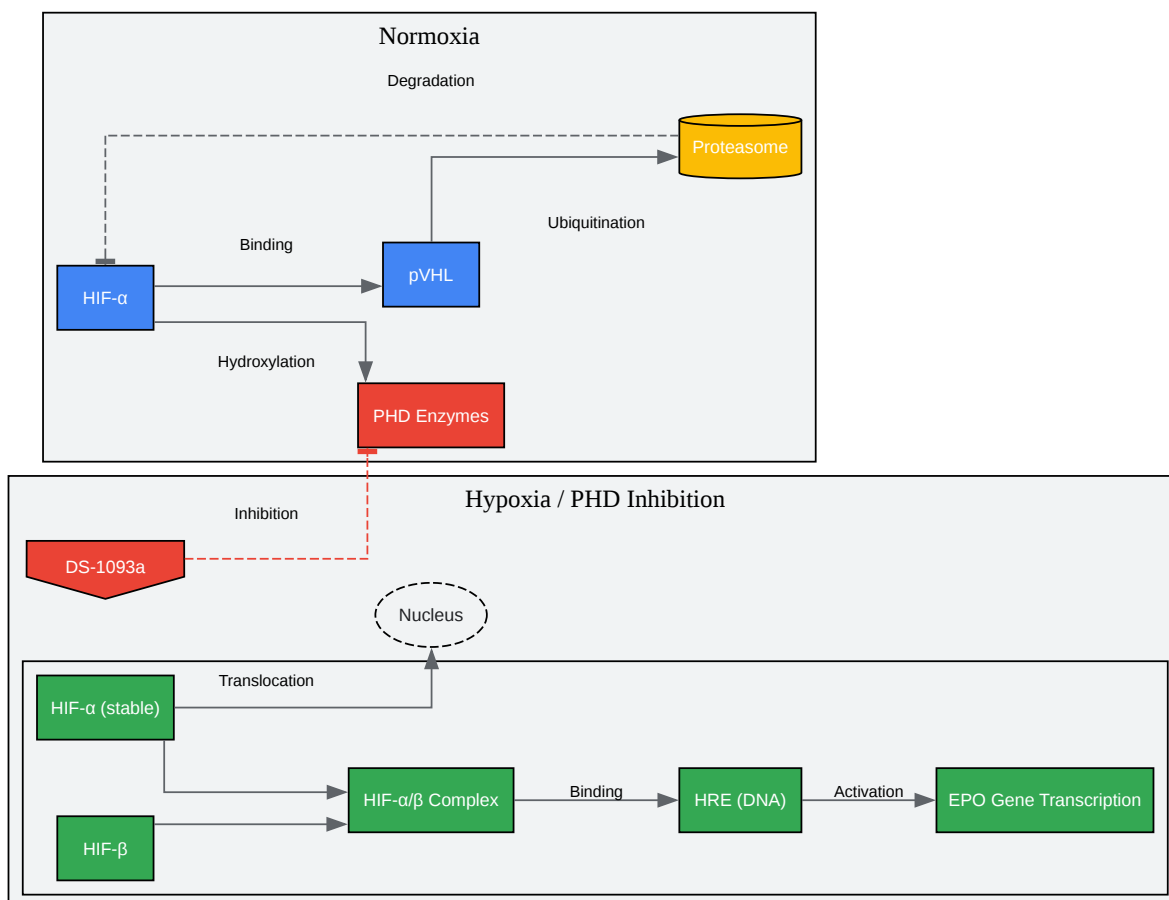 Normoxia
Degradation
Proteasome
Ubiquitination
Binding
pVHL
HIF-α
Hydroxylation
PHD Enzymes
Hypoxia / PHD Inhibition
Inhibition
DS-1093a
Nucleus
Translocation
HIF-α (stable)
HIF-α/β Complex
Binding
HRE (DNA)
Activation
EPO Gene Transcription
HIF-β